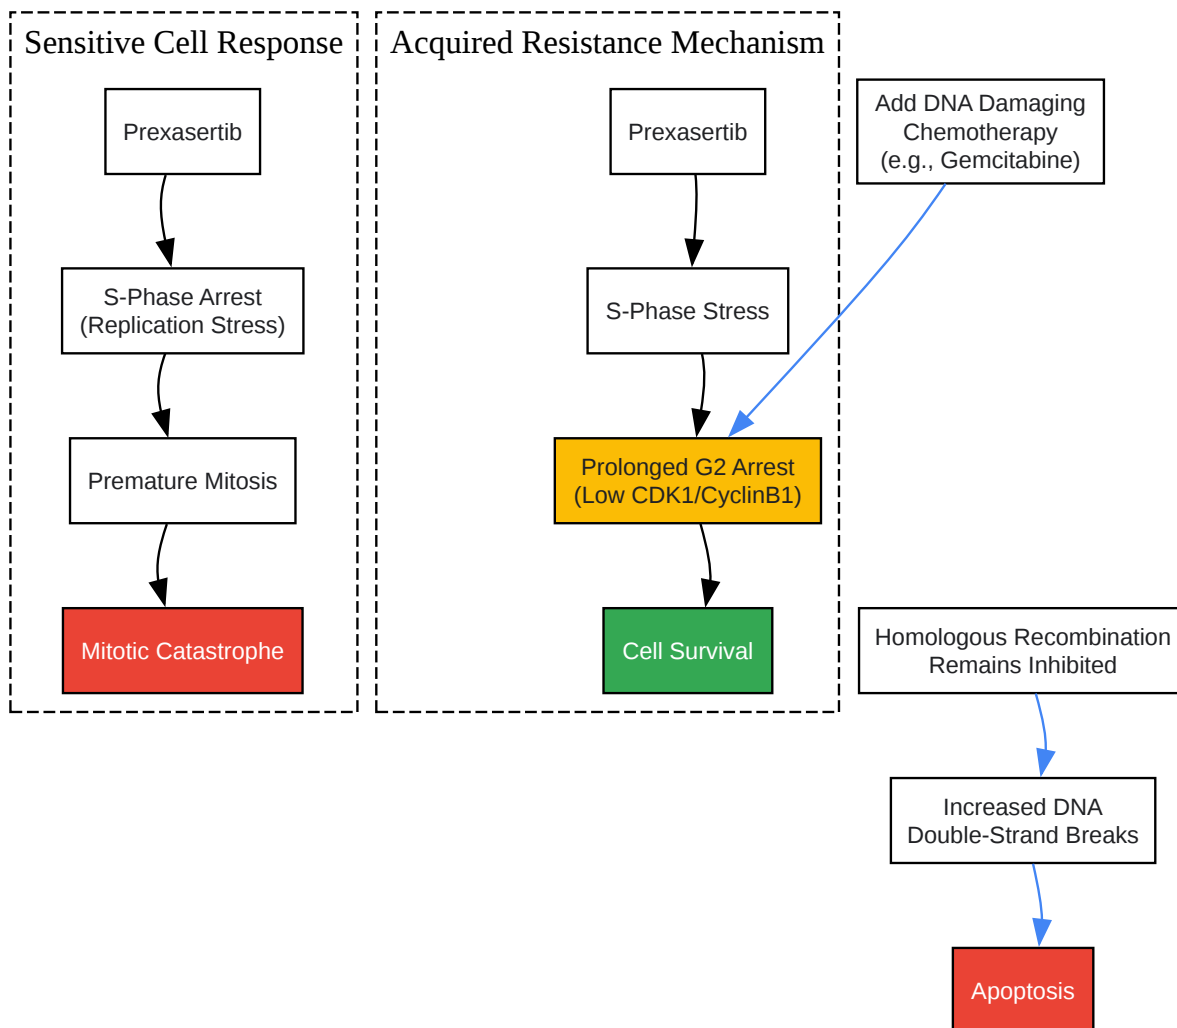 Sensitive Cell Response
Prexasertib
S-Phase Arrest
(Replication Stress)
Premature Mitosis
Mitotic Catastrophe
Acquired Resistance Mechanism
Prexasertib
S-Phase Stress
Prolonged G2 Arrest
(Low CDK1/CyclinB1)
Cell Survival
Add DNA Damaging
Chemotherapy
(e.g., Gemcitabine)
Homologous Recombination
Remains Inhibited
Increased DNA
Double-Strand Breaks
Apoptosis